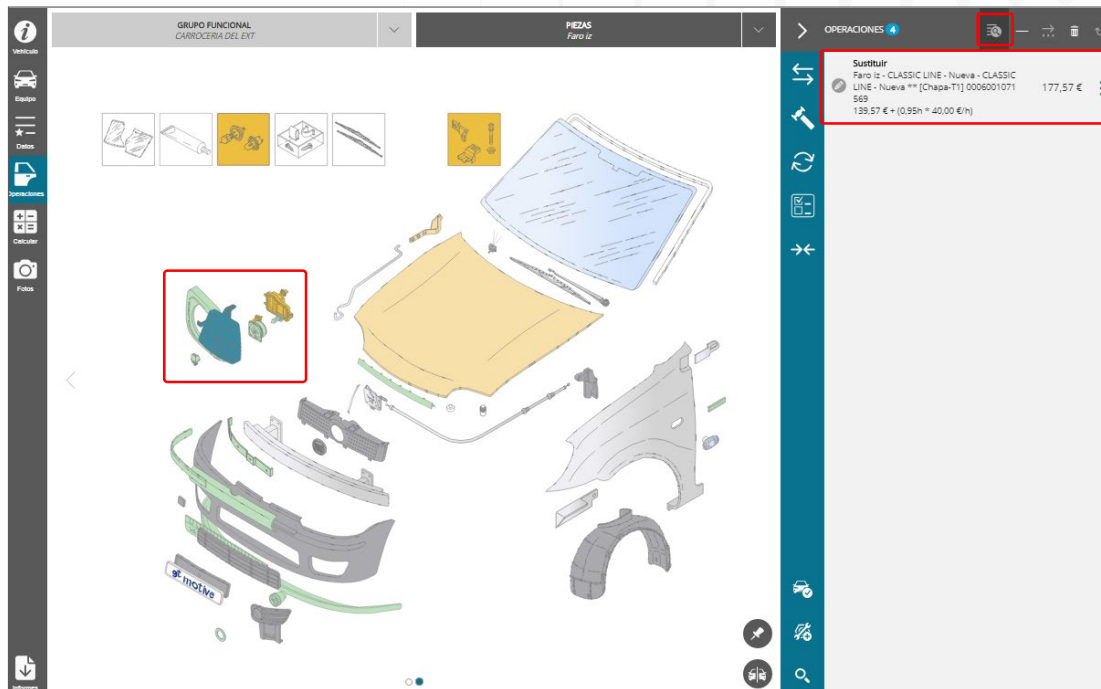 Vehículo
Equipo
Datos
Operaciones
Calcular
Fotos
Informes
GRUPO FUNCIONAL
CARROCERIA DEL EXT
PIEZAS
Faro iz
gt motive
OPERACIONES 4
Sustituir
Faro iz - CLASSIC LINE - Nueva - CLASSIC
LINE - Nueva ** [Chapa-T1] 0006001071
569
139,57 € + (0,95h * 40,00 €/h)
177,57 €